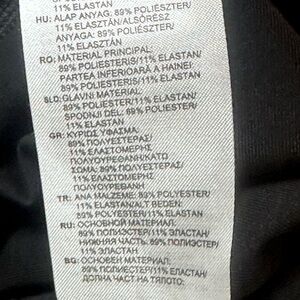 11% ELASTAN
HU: ALAP ANYAG: 89% POLIÉSZTER/
11% ELASZTÁN/ALSÓRÉSZ
ANYAGA: 89% POLIÉSZTER/
11% ELASZTÁN
RO: MATERIAL PRINCIPAL:
89% POLIESTERIS/11% ELASTAN/
PARTEA INFERIOARĂ A HAINEI:
89% POLIESTERIS/11% ELASTAN
SLO: GLAVNI MATERIAL:
89% POLIESTER/11% ELASTAN/
SPODNJI DEL: 89% POLIESTER/
11% ELASTAN
GR: ΚΥΡΙΩΣ ΥΦΑΣΜΑ:
89% ΠΟΛΥΕΣΤΕΡΑΣ/
11% ΕΛΑΣΤΟΜΕΡΗΣ
ΠΟΛΥΟΥΡΕΘΑΝΗ/ΚΑΤΩ
ΣΩΜΑ: 89% ΠΟΛΥΕΣΤΕΡΑΣ/
11% ΕΛΑΣΤΟΜΕΡΗΣ
ΠΟΛΥΟΥΡΕΘΑΝΗ
TR: ANA MALZEME: 89% POLYESTER/
11% ELASTAN/ALT BEDEN:
89% POLYESTER/11% ELASTAN
RU: ОСНОВНОЙ МАТЕРИАЛ:
89% ПОЛИЭСТЕР/11% ЭЛАСТАН/
НИЖНЯЯ ЧАСТЬ: 89% ПОЛИЭСТЕР/
11% ЭЛАСТАН
BG: ОСНОВЕН МАТЕРИАЛ:
89% ПОЛИЕСТЕР/11% ЕЛАСТАН/
ДОЛНА ЧАСТ НА ТЯЛОТО: